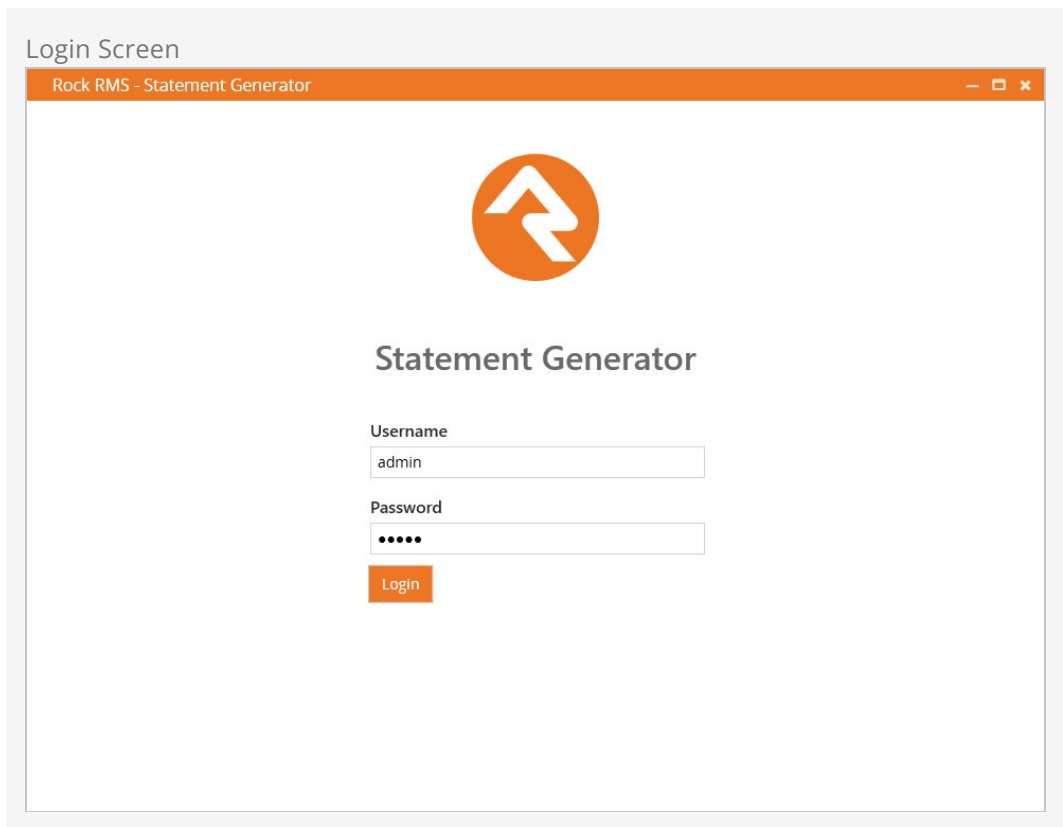 Login Screen
Rock RMS - Statement Generator
Statement Generator
Username
admin
Password
•••••
Login